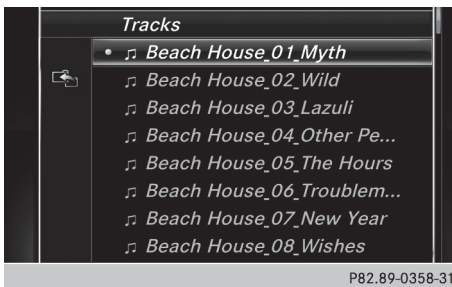 Tracks
Beach House_01_Myth
Beach House_02_Wild
Beach House_03_Lazuli
Beach House_04_Other Pe...
Beach House_05_The Hours
Beach House_06_Troublem...
Beach House_07_New Year
Beach House_08_Wishes
P82.89-0358-31